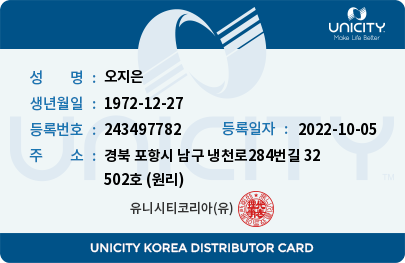 UNICITY
Make Life Better
성 명 : 오지은
생년월일 : 1972-12-27
등록번호 : 243497782 등록일자 : 2022-10-05
주 소 : 경북 포항시 남구 냉천로284번길 32
502호 (원리)
유니시티코리아(유)
UNICITY
UNICITY KOREA DISTRIBUTOR CARD